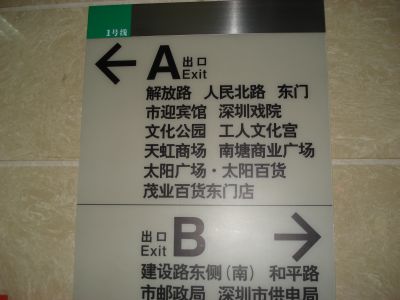 1号线
A 出口 Exit
解放路 人民北路 东门
市迎宾馆 深圳戏院
文化公园 工人文化宫
天虹商场 南塘商业广场
太阳广场·太阳百货
茂业百货东门店
出口 Exit B
建设路东侧(南) 和平路
市邮政局 深圳市供电局